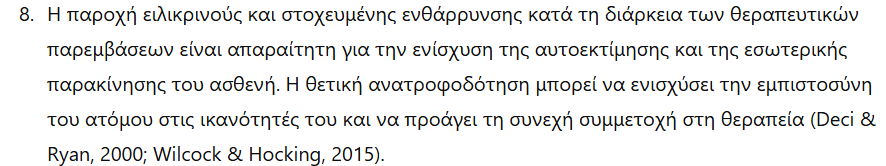 8. Η παροχή ειλικρινούς και στοχευμένης ενθάρρυνσης κατά τη διάρκεια των θεραπευτικών
παρεμβάσεων είναι απαραίτητη για την ενίσχυση της αυτοεκτίμησης και της εσωτερικής
παρακίνησης του ασθενή. Η θετική ανατροφοδότηση μπορεί να ενισχύσει την εμπιστοσύνη
του ατόμου στις ικανότητές του και να προάγει τη συνεχή συμμετοχή στη θεραπεία (Deci &
Ryan, 2000; Wilcock & Hocking, 2015).